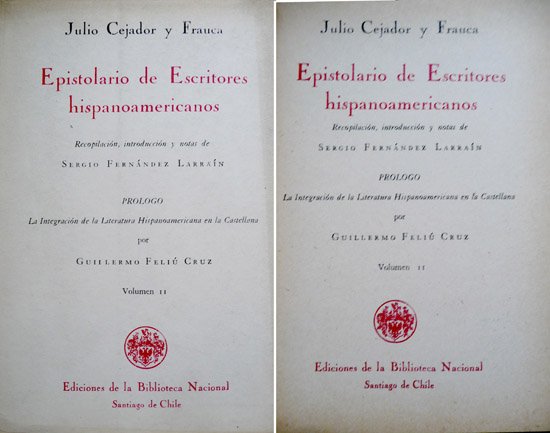 Julio Cejador y Frauca
Epistolario de Escritores
hispanoamericanos
Recopilación, introducción y notas de
Sergio Fernández Larraín
PROLOGO
La Integración de la Literatura Hispanoamericana en la Castellana
por
Guillermo Feliú Cruz
Volumen II
Ediciones de la Biblioteca Nacional
Santiago de Chile
Julio Cejador y Frauca
Epistolario de Escritores
hispanoamericanos
Recopilación, introducción y notas de
Sergio Fernández Larraín
PROLOGO
La Integración de la Literatura Hispanoamericana en la Castellana
por
Guillermo Feliú Cruz
Volumen II
Ediciones de la Biblioteca Nacional
Santiago de Chile